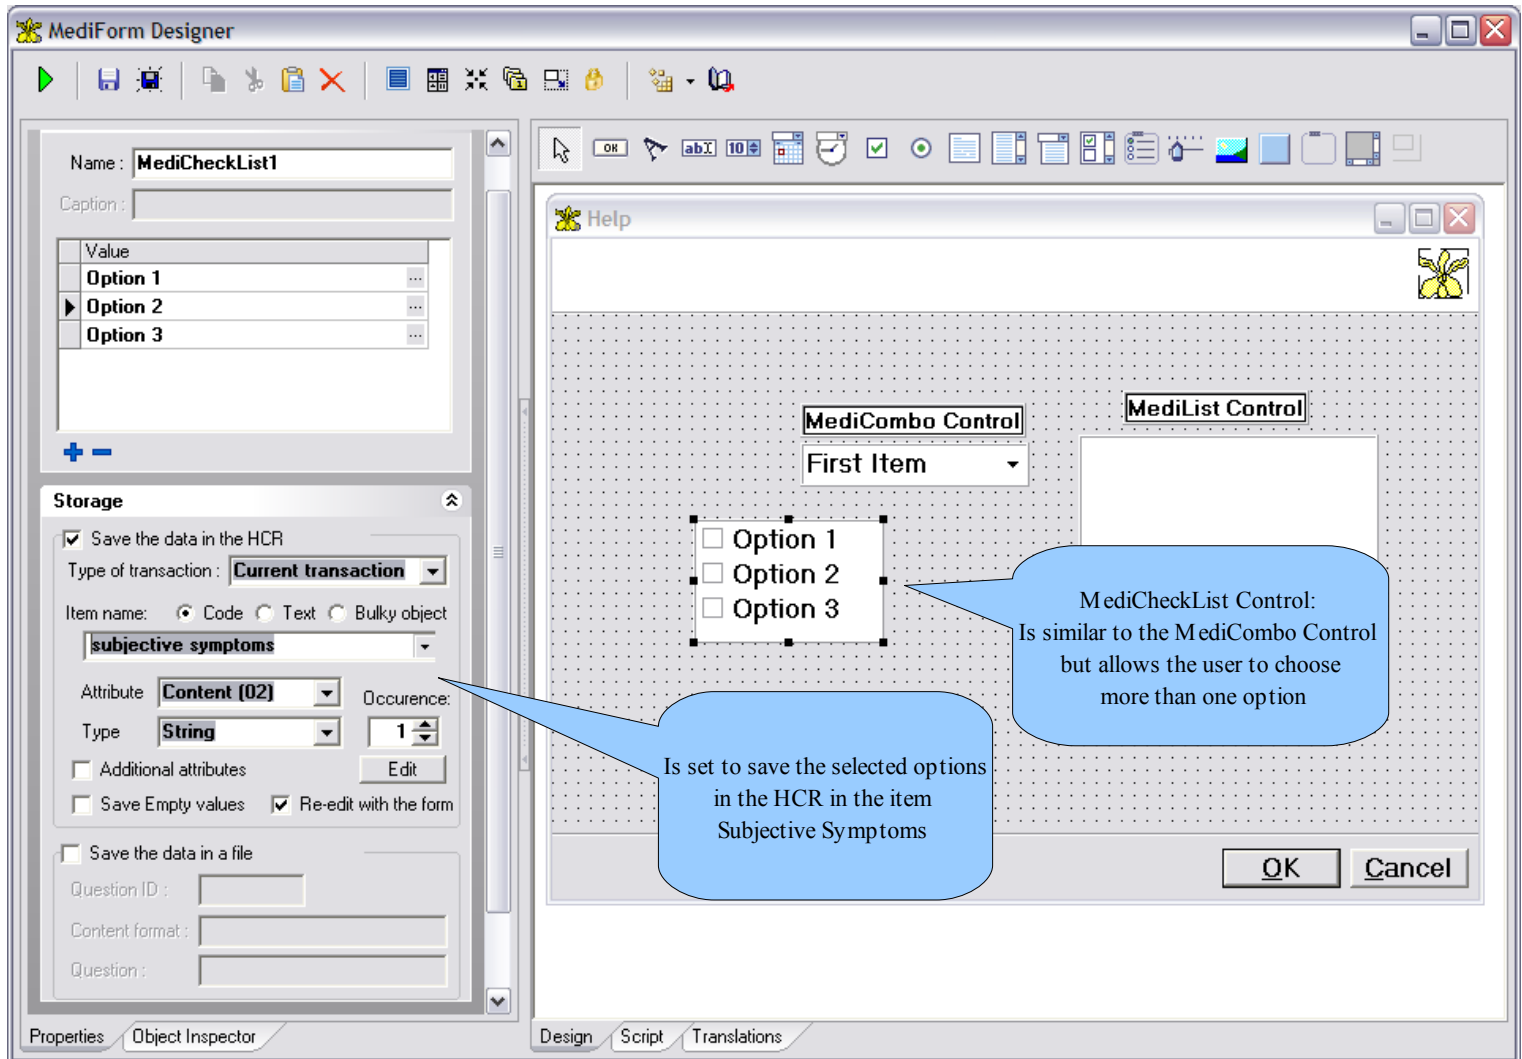 MediForm Designer
OK
abI
10
Name :
MediCheckList1
Caption :
Value
Option 1
...
Option 2
...
Option 3
...
Storage
Save the data in the HCR
Type of transaction :
Current transaction
Item name:
Code
Text
Bulky object
subjective symptoms
Attribute
Content (02)
Occurence:
Type
String
1
Additional attributes
Edit
Save Empty values
Re-edit with the form
Save the data in a file
Question ID :
Content format :
Question :
Properties
Object Inspector
Help
MediCombo Control
First Item
MediList Control
Option 1
Option 2
Option 3
MediCheckList Control:
Is similar to the MediCombo Control
but allows the user to choose
more than one option
Is set to save the selected options
in the HCR in the item
Subjective Symptoms
OK
Cancel
Design
Script
Translations